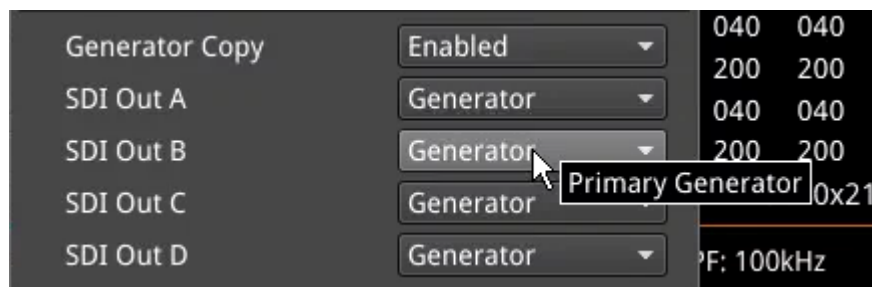 Generator Copy Enabled 040 040
200 200
SDI Out A Generator 040 040
SDI Out B Generator 200 200
Primary Generator 0x21
SDI Out C Generator
SDI Out D Generator PF: 100kHz